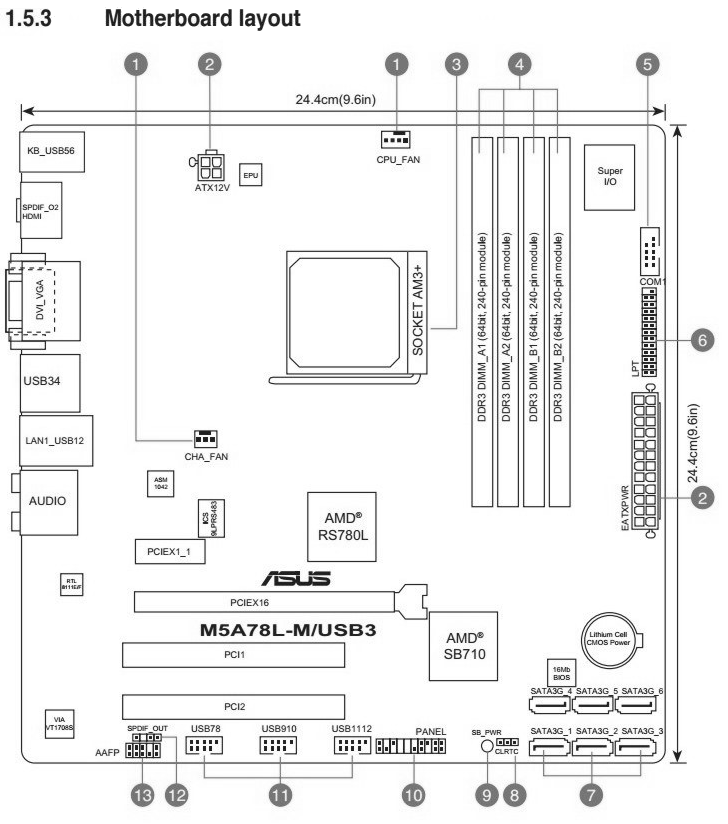 1.5.3 Motherboard layout
1 2 1 3 4 5
24.4cm(9.6in)
KB_USB56
CPU_FAN
ATX12V
EPU
Super
I/O
SPDIF_O2
HDMI
DVI_VGA
SOCKET AM3+
DDR3 DIMM_A1 (64bit, 240-pin module)
DDR3 DIMM_A2 (64bit, 240-pin module)
DDR3 DIMM_B1 (64bit, 240-pin module)
DDR3 DIMM_B2 (64bit, 240-pin module)
COM1
6
LPT
USB34
24.4cm(9.6in)
LAN1_USB12
1
CHA_FAN
ASM
1042
AUDIO
ICS
9LPRS483
AMD®
RS780L
EATXPWR
2
PCIEX1_1
RTL
8111E/F
ASUS
PCIEX16
M5A78L-M/USB3
AMD®
SB710
Lithium Cell
CMOS Power
PCI1
16Mb
BIOS
SATA3G_4 SATA3G_5 SATA3G_6
PCI2
VIA
VT1708S
SPDIF_OUT
USB78
USB910
USB1112
PANEL
SB_PWR
CLRTC
SATA3G_1 SATA3G_2 SATA3G_3
AAFP
13 12 11 10 9 8 7